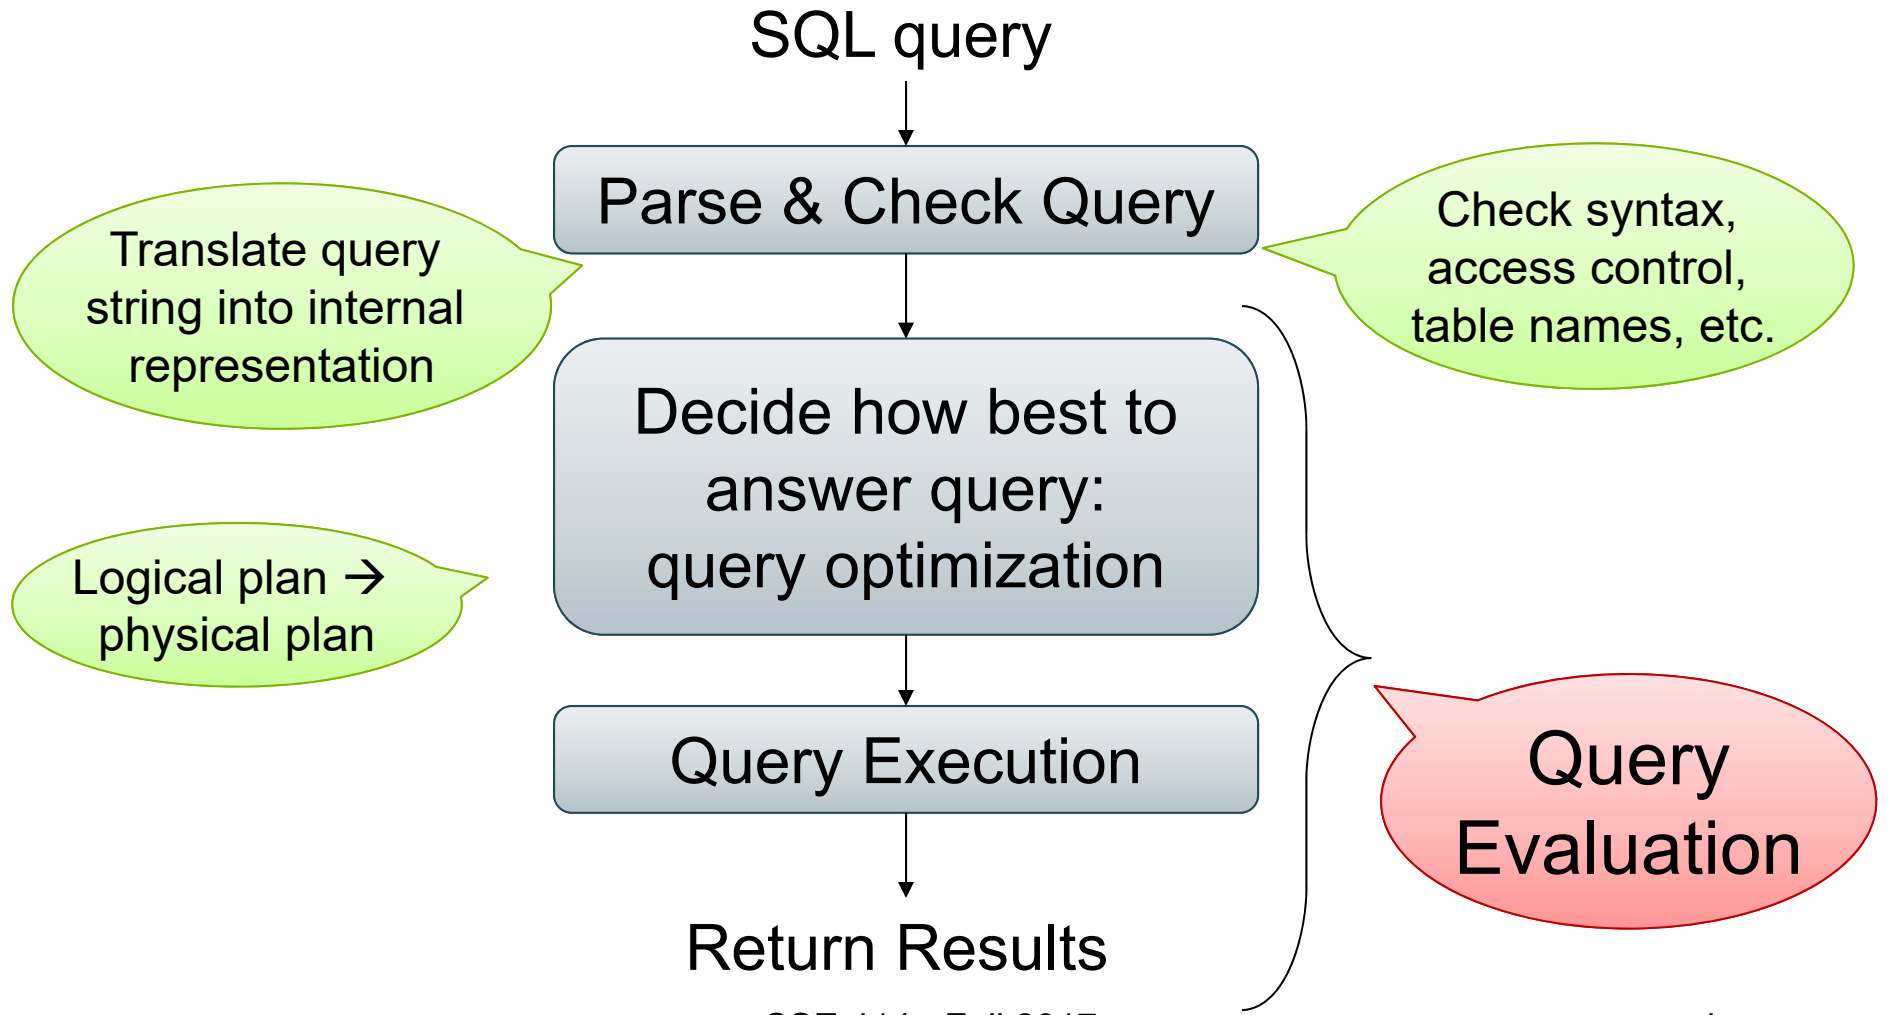 SQL query
Parse & Check Query
Translate query
string into internal
representation
Check syntax,
access control,
table names, etc.
Decide how best to
answer query:
query optimization
Logical plan →
physical plan
Query Execution
Query
Evaluation
Return Results